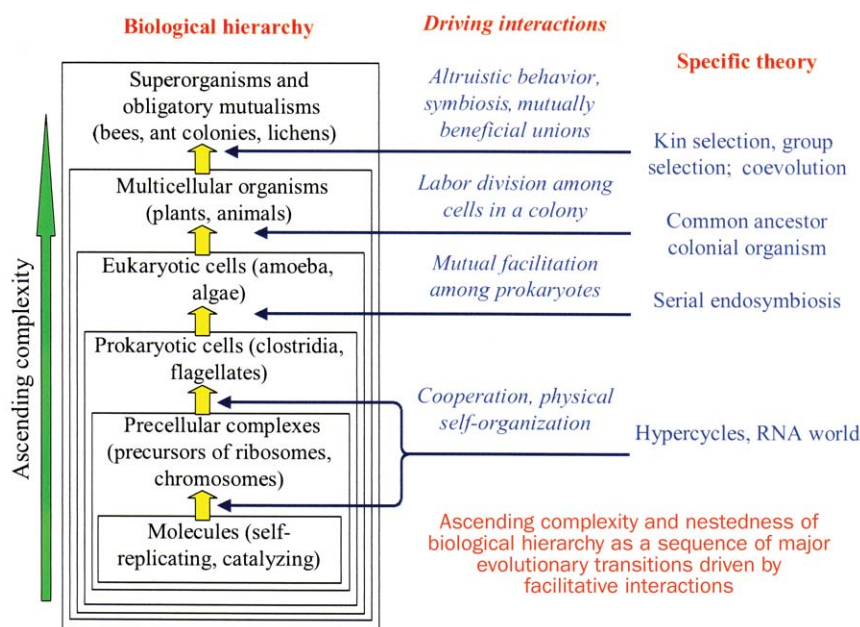 Biological hierarchy
Driving interactions
Specific theory
Ascending complexity
Superorganisms and
obligatory mutualisms
(bees, ant colonies, lichens)
Multicellular organisms
(plants, animals)
Eukaryotic cells (amoeba,
algae)
Prokaryotic cells (clostridia,
flagellates)
Precellular complexes
(precursors of ribosomes,
chromosomes)
Molecules (self-
replicating, catalyzing)
Altruistic behavior,
symbiosis, mutually
beneficial unions
Labor division among
cells in a colony
Mutual facilitation
among prokaryotes
Cooperation, physical
self-organization
Kin selection, group
selection; coevolution
Common ancestor
colonial organism
Serial endosymbiosis
Hypercycles, RNA world
Ascending complexity and nestedness of
biological hierarchy as a sequence of major
evolutionary transitions driven by
facilitative interactions